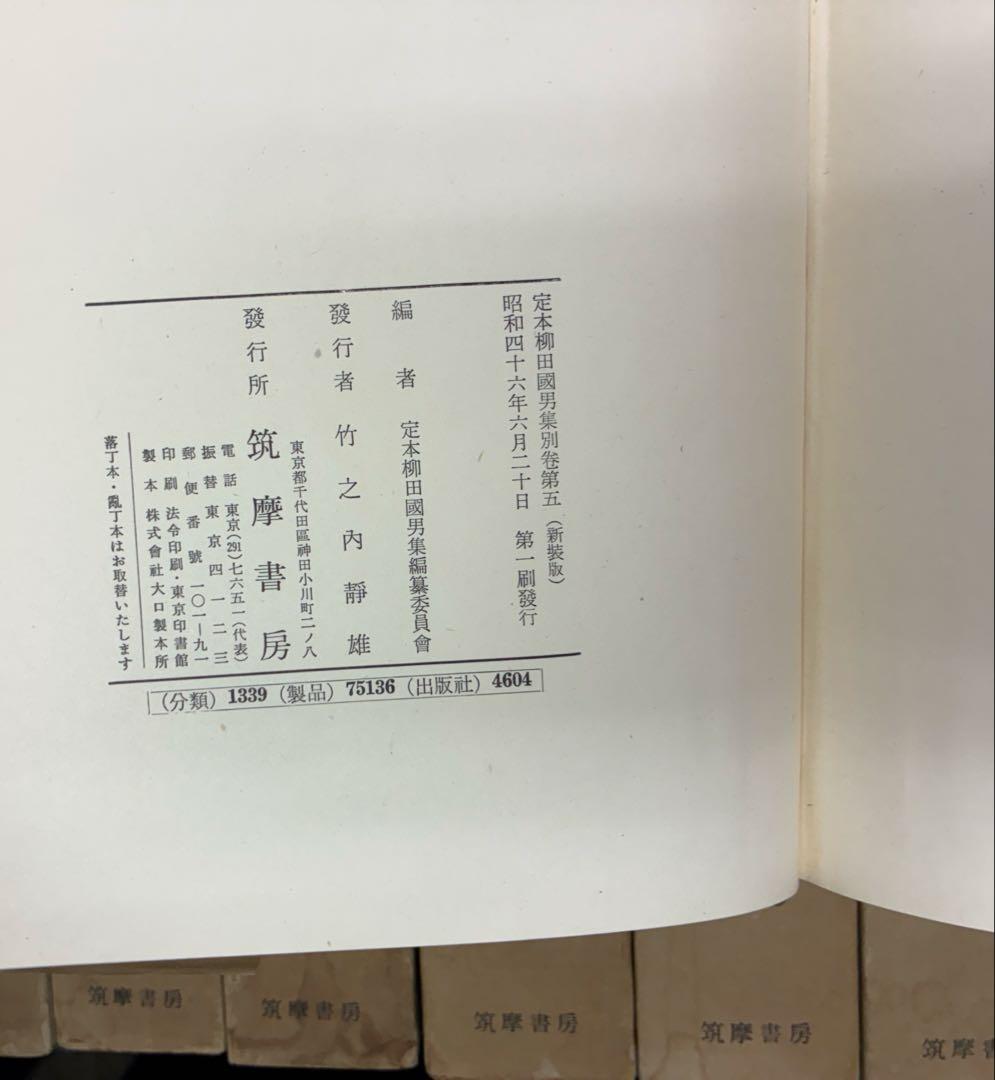 定本柳田國男集別卷第五（新裝版）
昭和四十六年六月二十日　第一刷發行
編　者　定本柳田國男集編纂委員會
發行者　竹之內靜雄
東京都千代田區神田小川町二ノ八
發行所　筑摩書房
電話　東京(291)七六五一（代表）
振替東京四一二三
郵便番號一〇一―九一
印刷　法令印刷・東京印書館
製本　株式會社大口製本所
落丁本・亂丁本はお取替いたします
（分類）1339（製品）75136（出版社）4604
筑摩書房
筑摩書房
筑摩書房
筑摩書房
筑摩書